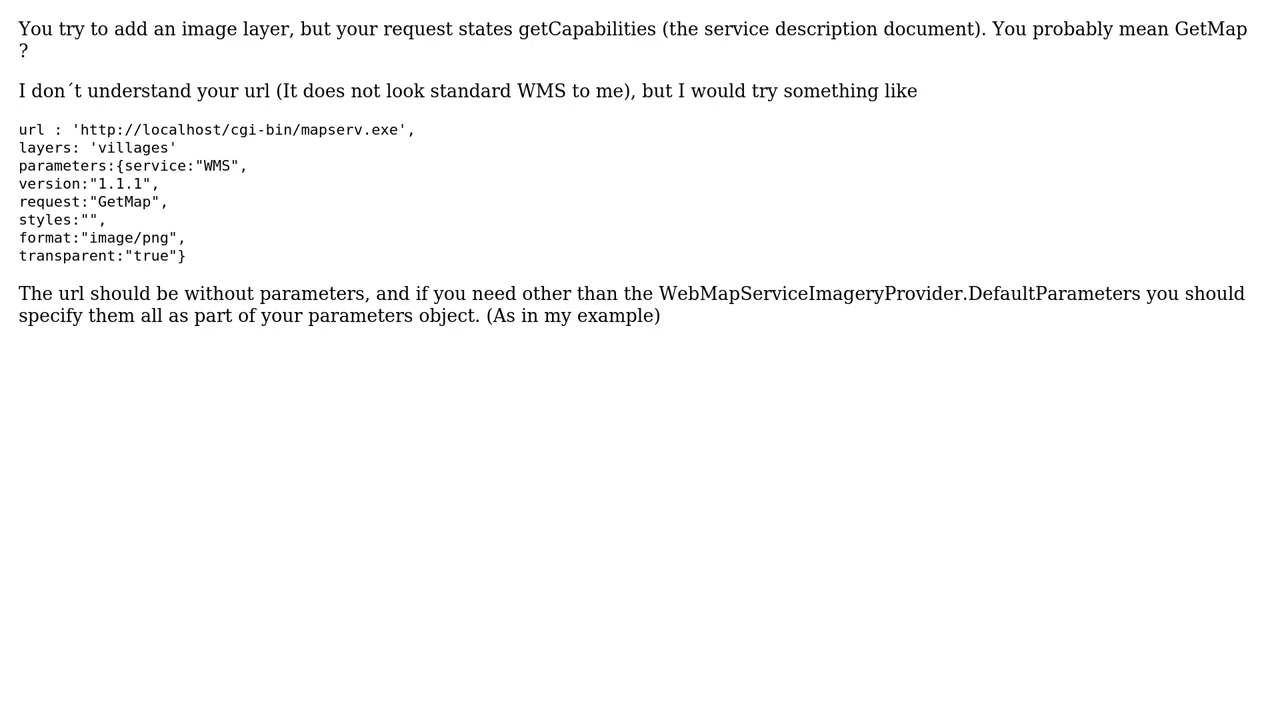 You try to add an image layer, but your request states getCapabilities (the service description document). You probably mean GetMap
?
I don´t understand your url (It does not look standard WMS to me), but I would try something like
url : 'http://localhost/cgi-bin/mapserv.exe',
layers: 'villages'
parameters:{service:"WMS",
version:"1.1.1",
request:"GetMap",
styles:"",
format:"image/png",
transparent:"true"}
The url should be without parameters, and if you need other than the WebMapServiceImageryProvider.DefaultParameters you should
specify them all as part of your parameters object. (As in my example)